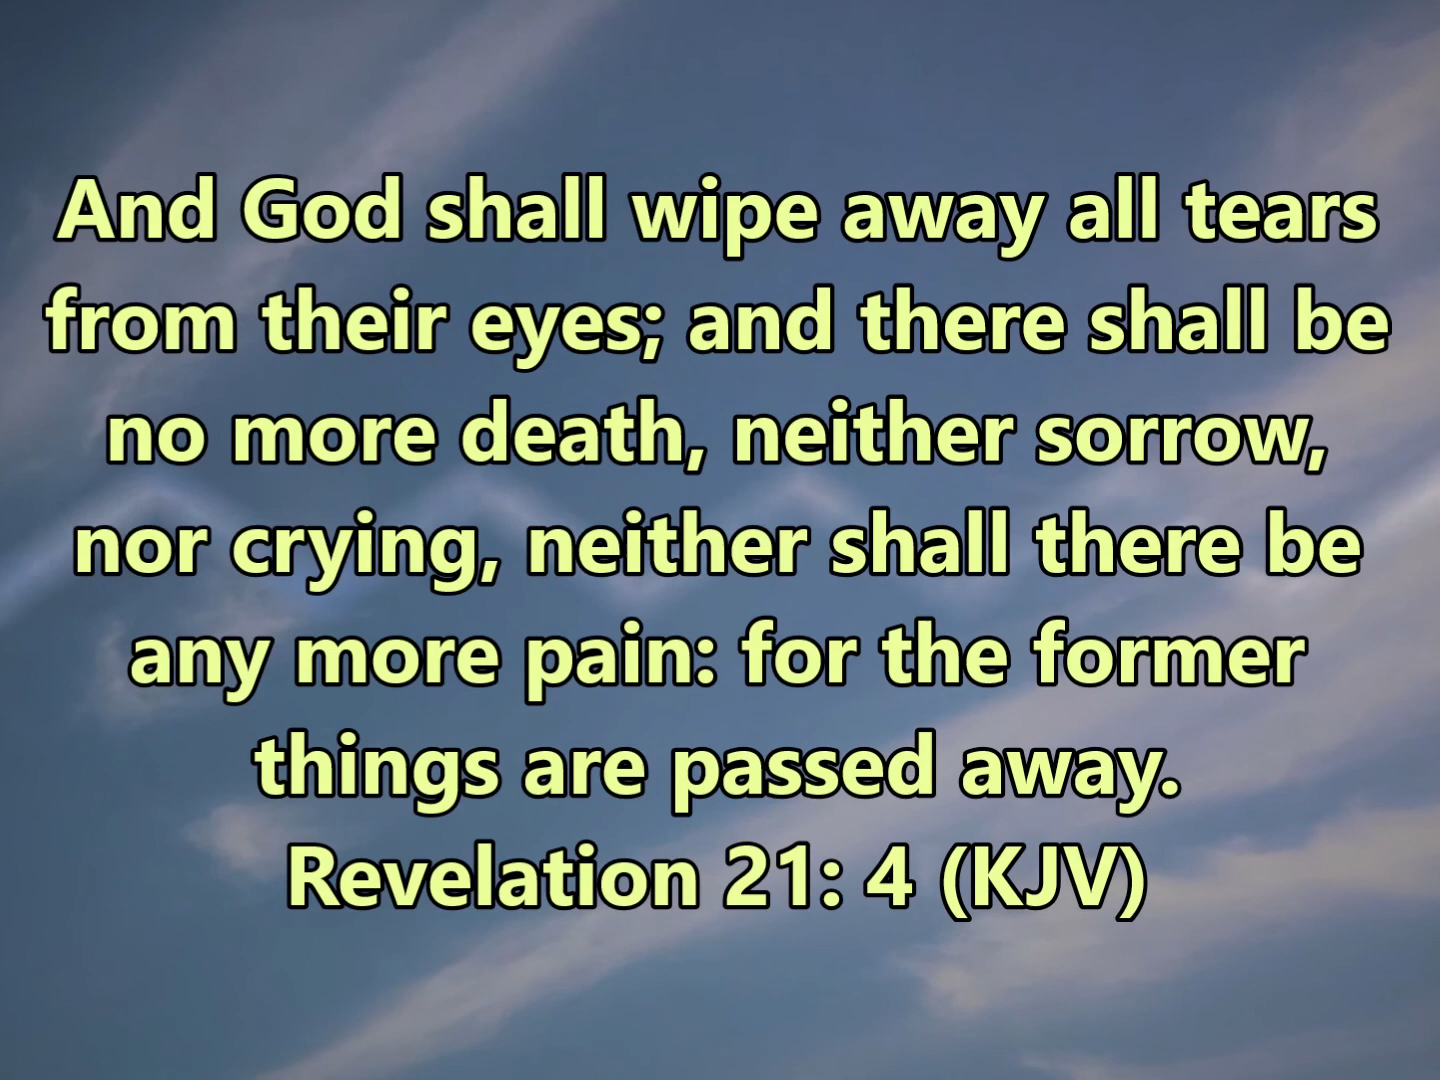 And God shall wipe away all tears
from their eyes; and there shall be
no more death, neither sorrow,
nor crying, neither shall there be
any more pain: for the former
things are passed away.
Revelation 21: 4 (KJV)